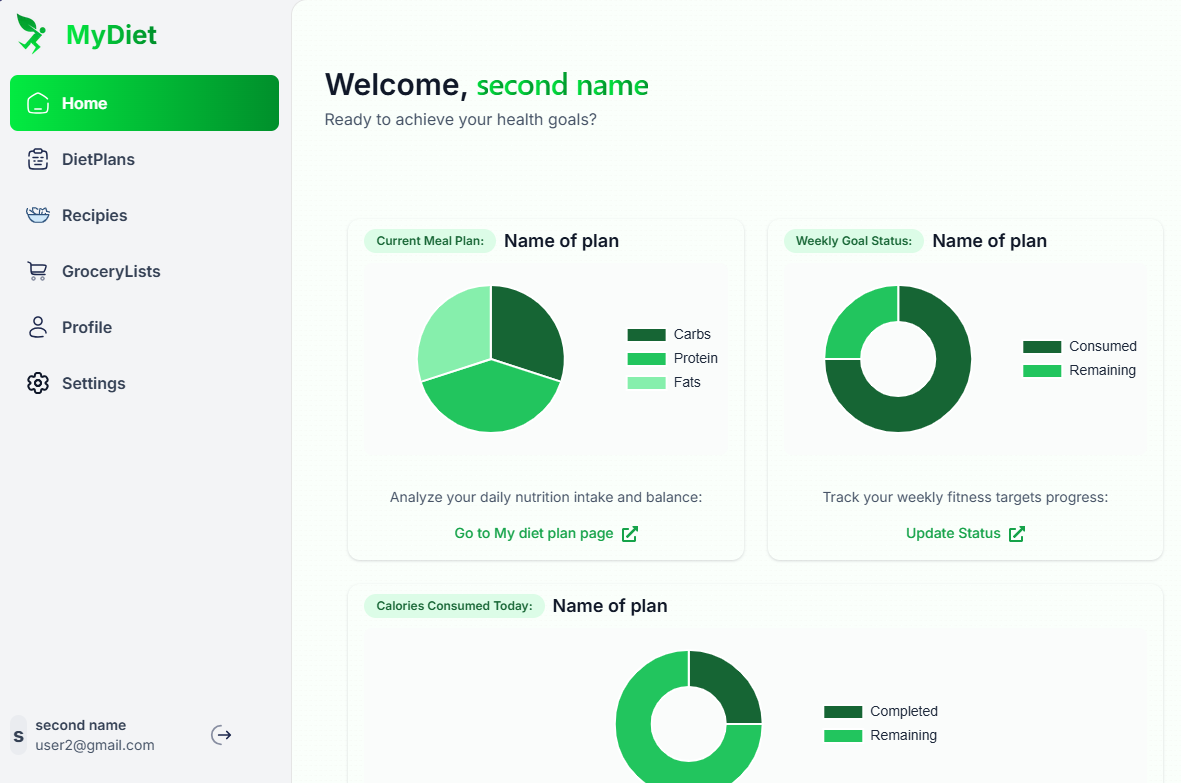 MyDiet
Home
DietPlans
Recipies
GroceryLists
Profile
Settings
S
second name
user2@gmail.com
Welcome, second name
Ready to achieve your health goals?
Current Meal Plan: Name of plan
Carbs
Protein
Fats
Analyze your daily nutrition intake and balance:
Go to My diet plan page
Weekly Goal Status: Name of plan
Consumed
Remaining
Track your weekly fitness targets progress:
Update Status
Calories Consumed Today: Name of plan
Completed
Remaining